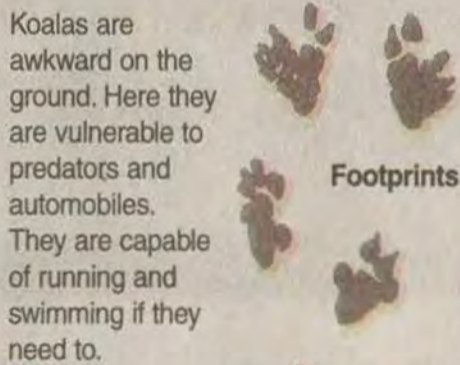 Koalas are
awkward on the
ground. Here they
are vulnerable to
predators and
automobiles.
They are capable
of running and
swimming if they
need to.
Footprints